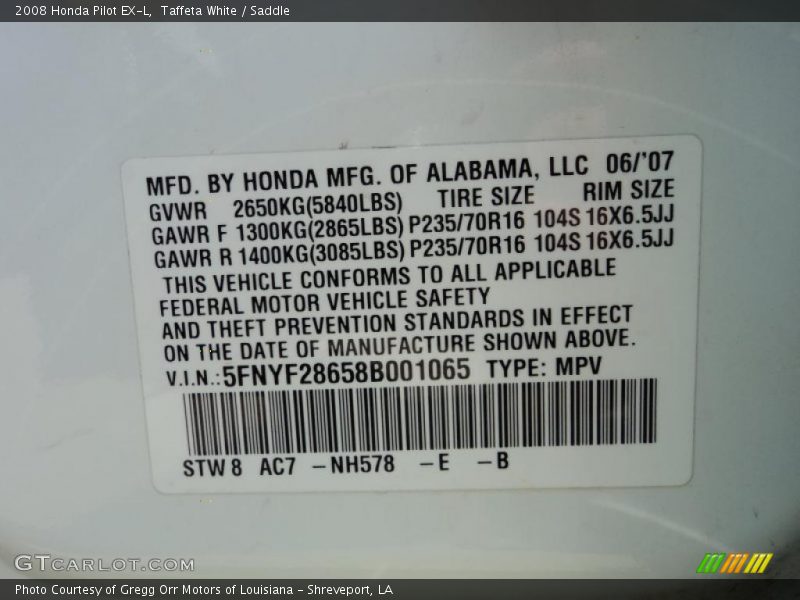 2008 Honda Pilot EX-L, Taffeta White / Saddle
MFD. BY HONDA MFG. OF ALABAMA, LLC 06/'07
GVWR 2650KG(5840LBS) TIRE SIZE RIM SIZE
GAWR F 1300KG(2865LBS) P235/70R16 104S 16X6.5JJ
GAWR R 1400KG(3085LBS) P235/70R16 104S 16X6.5JJ
THIS VEHICLE CONFORMS TO ALL APPLICABLE
FEDERAL MOTOR VEHICLE SAFETY
AND THEFT PREVENTION STANDARDS IN EFFECT
ON THE DATE OF MANUFACTURE SHOWN ABOVE.
V.I.N.: 5FNYF28658B001065 TYPE: MPV
STW8 AC7 -NH578 -E -B
GTCARLOT.COM
Photo Courtesy of Gregg Orr Motors of Louisiana - Shreveport, LA